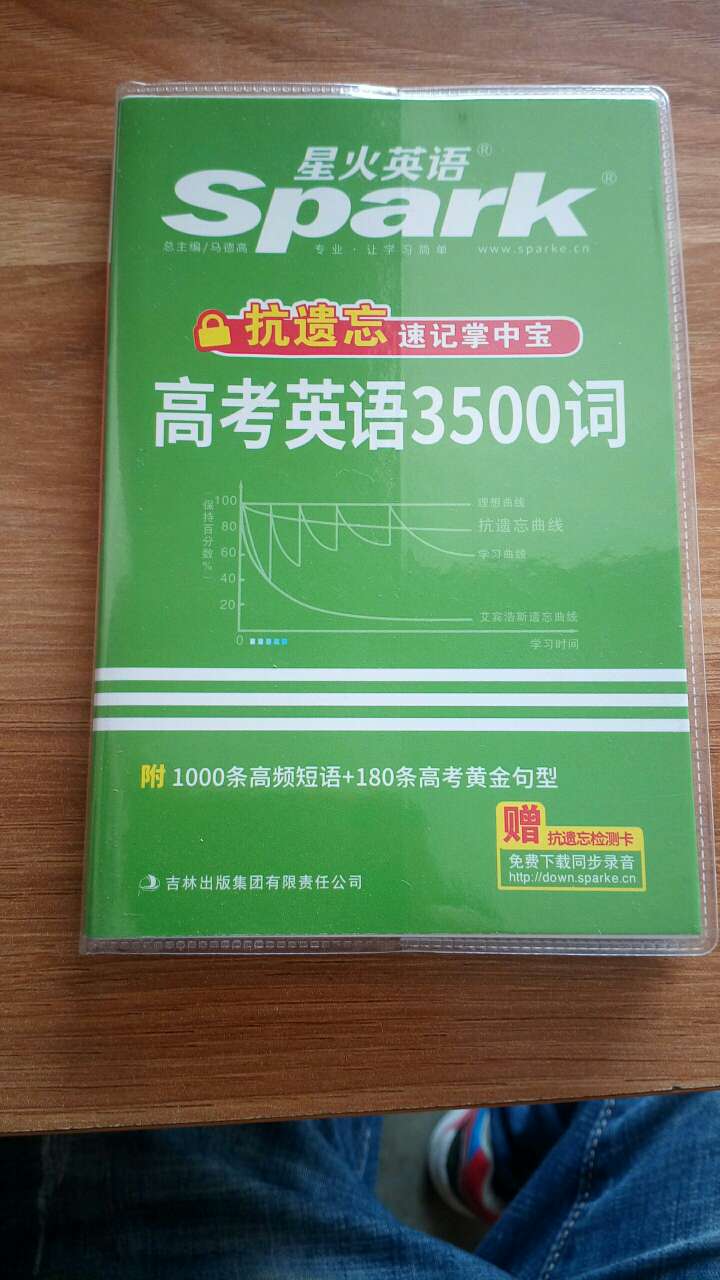 星火英语®
Spark®
总主编/马德高 专业·让学习简单 www.sparke.cn
抗遗忘 速记掌中宝
高考英语3500词
保持百分数%
100
80
60
40
20
0
理想曲线
抗遗忘曲线
学习曲线
艾宾浩斯遗忘曲线
学习时间
附 1000条高频短语+180条高考黄金句型
赠 抗遗忘检测卡
免费下载同步录音
http://down.sparke.cn
吉林出版集团有限责任公司